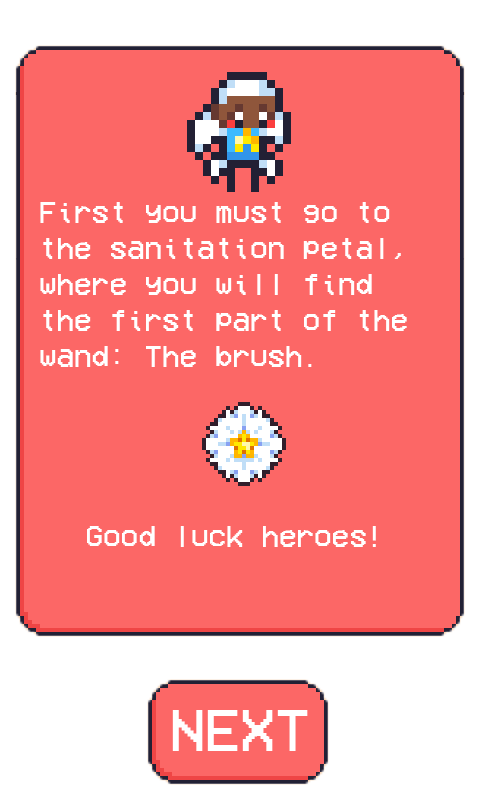 First you must go to
the sanitation petal,
where you will find
the first part of the
wand: The brush.
Good luck heroes!
NEXT